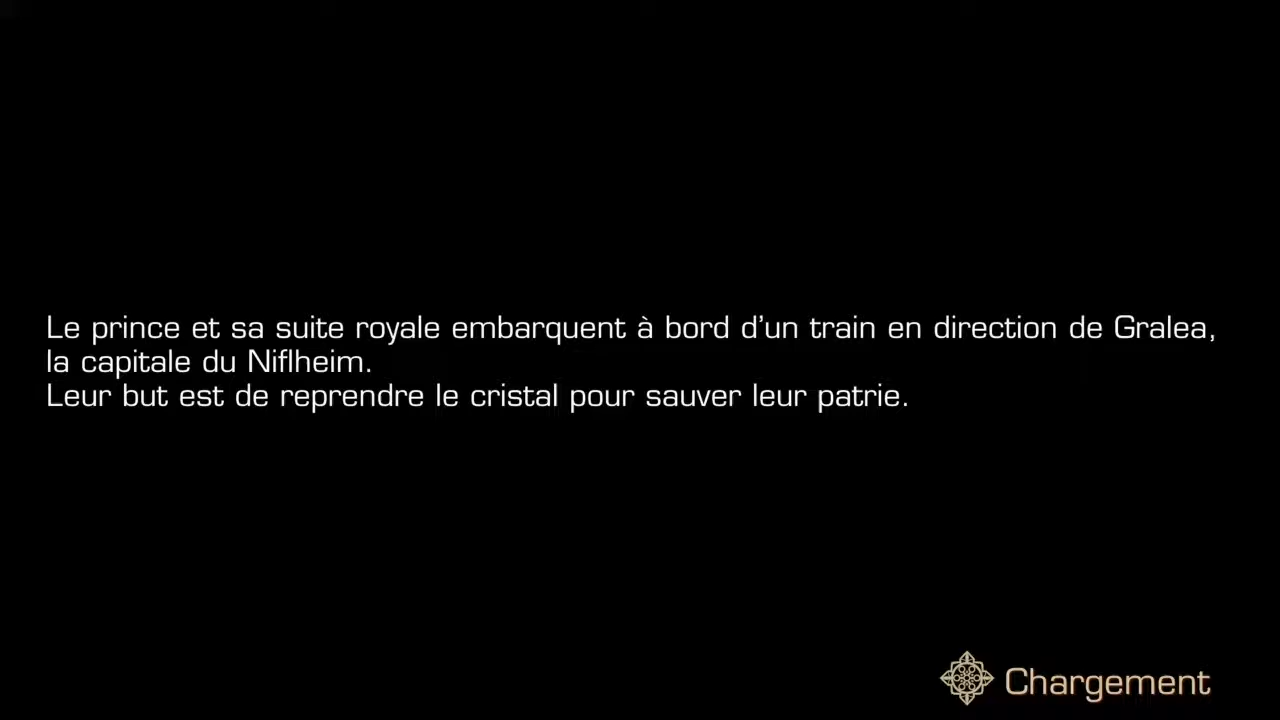 Le prince et sa suite royale embarquent à bord d’un train en direction de Gralea,
la capitale du Niflheim.
Leur but est de reprendre le cristal pour sauver leur patrie.
Chargement